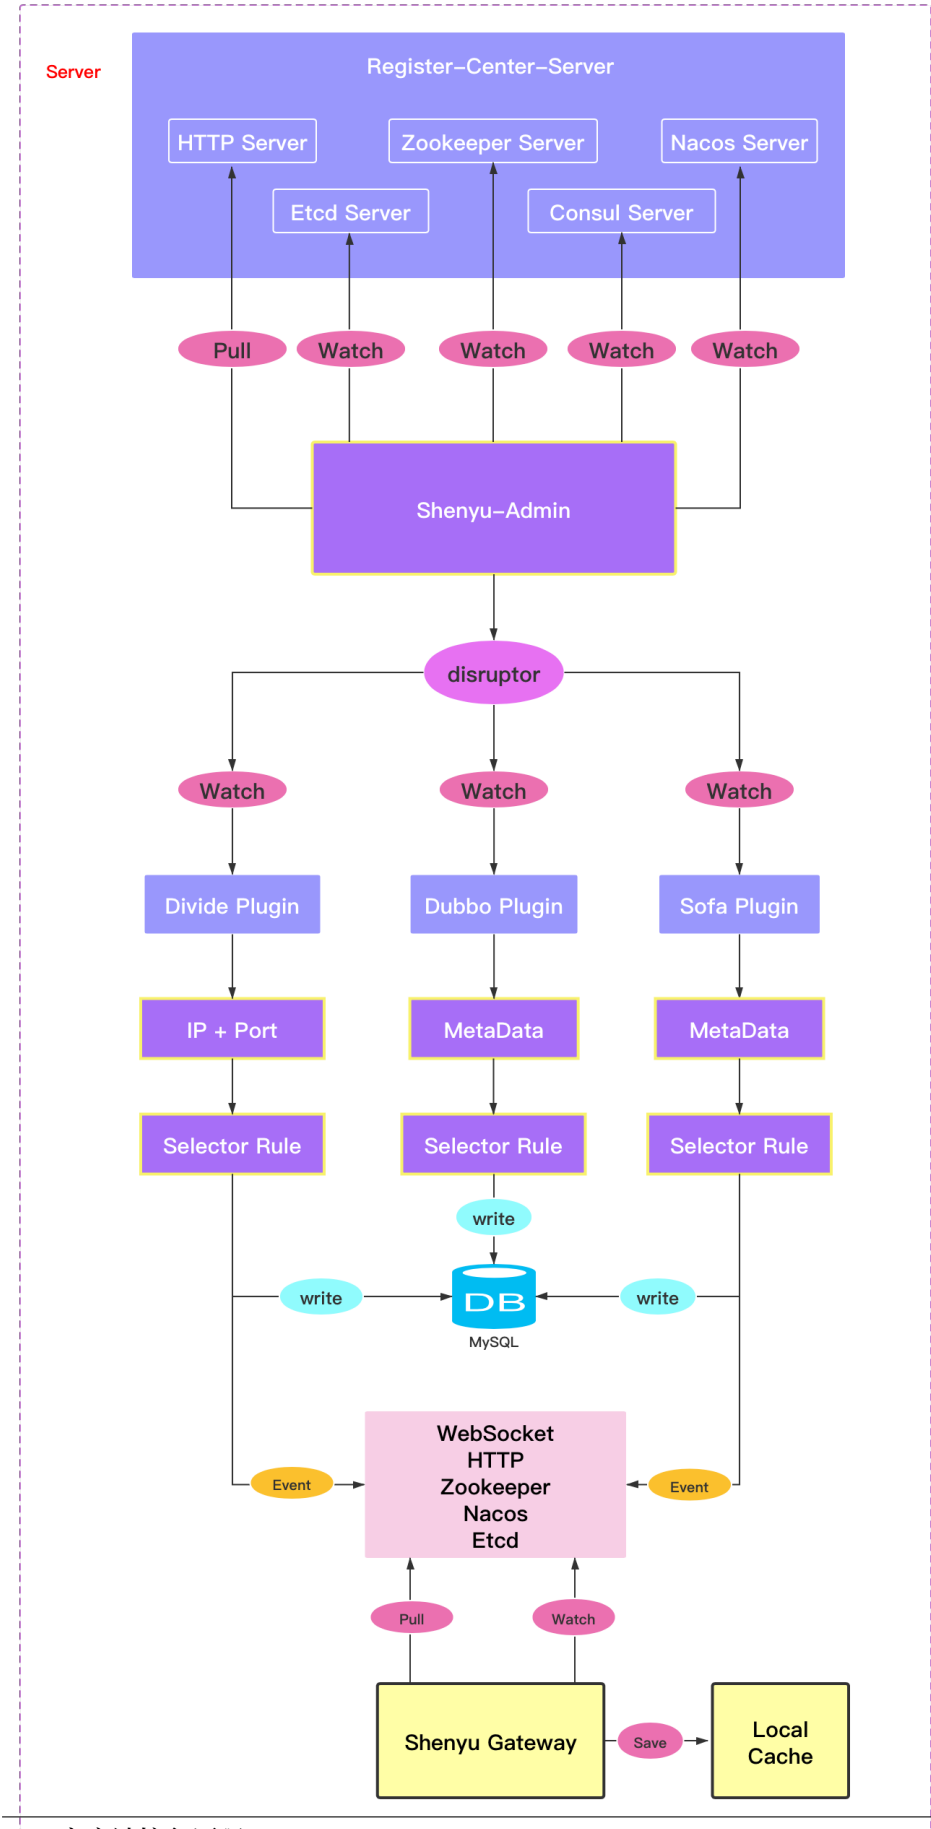 Server
Register-Center-Server
HTTP Server
Zookeeper Server
Nacos Server
Etcd Server
Consul Server
Pull
Watch
Watch
Watch
Watch
Shenyu-Admin
disruptor
Watch
Watch
Watch
Divide Plugin
Dubbo Plugin
Sofa Plugin
IP + Port
MetaData
MetaData
Selector Rule
Selector Rule
Selector Rule
write
write
DB
write
MySQL
WebSocket
HTTP
Zookeeper
Nacos
Etcd
Event
Event
Pull
Watch
Shenyu Gateway
Save
Local
Cache